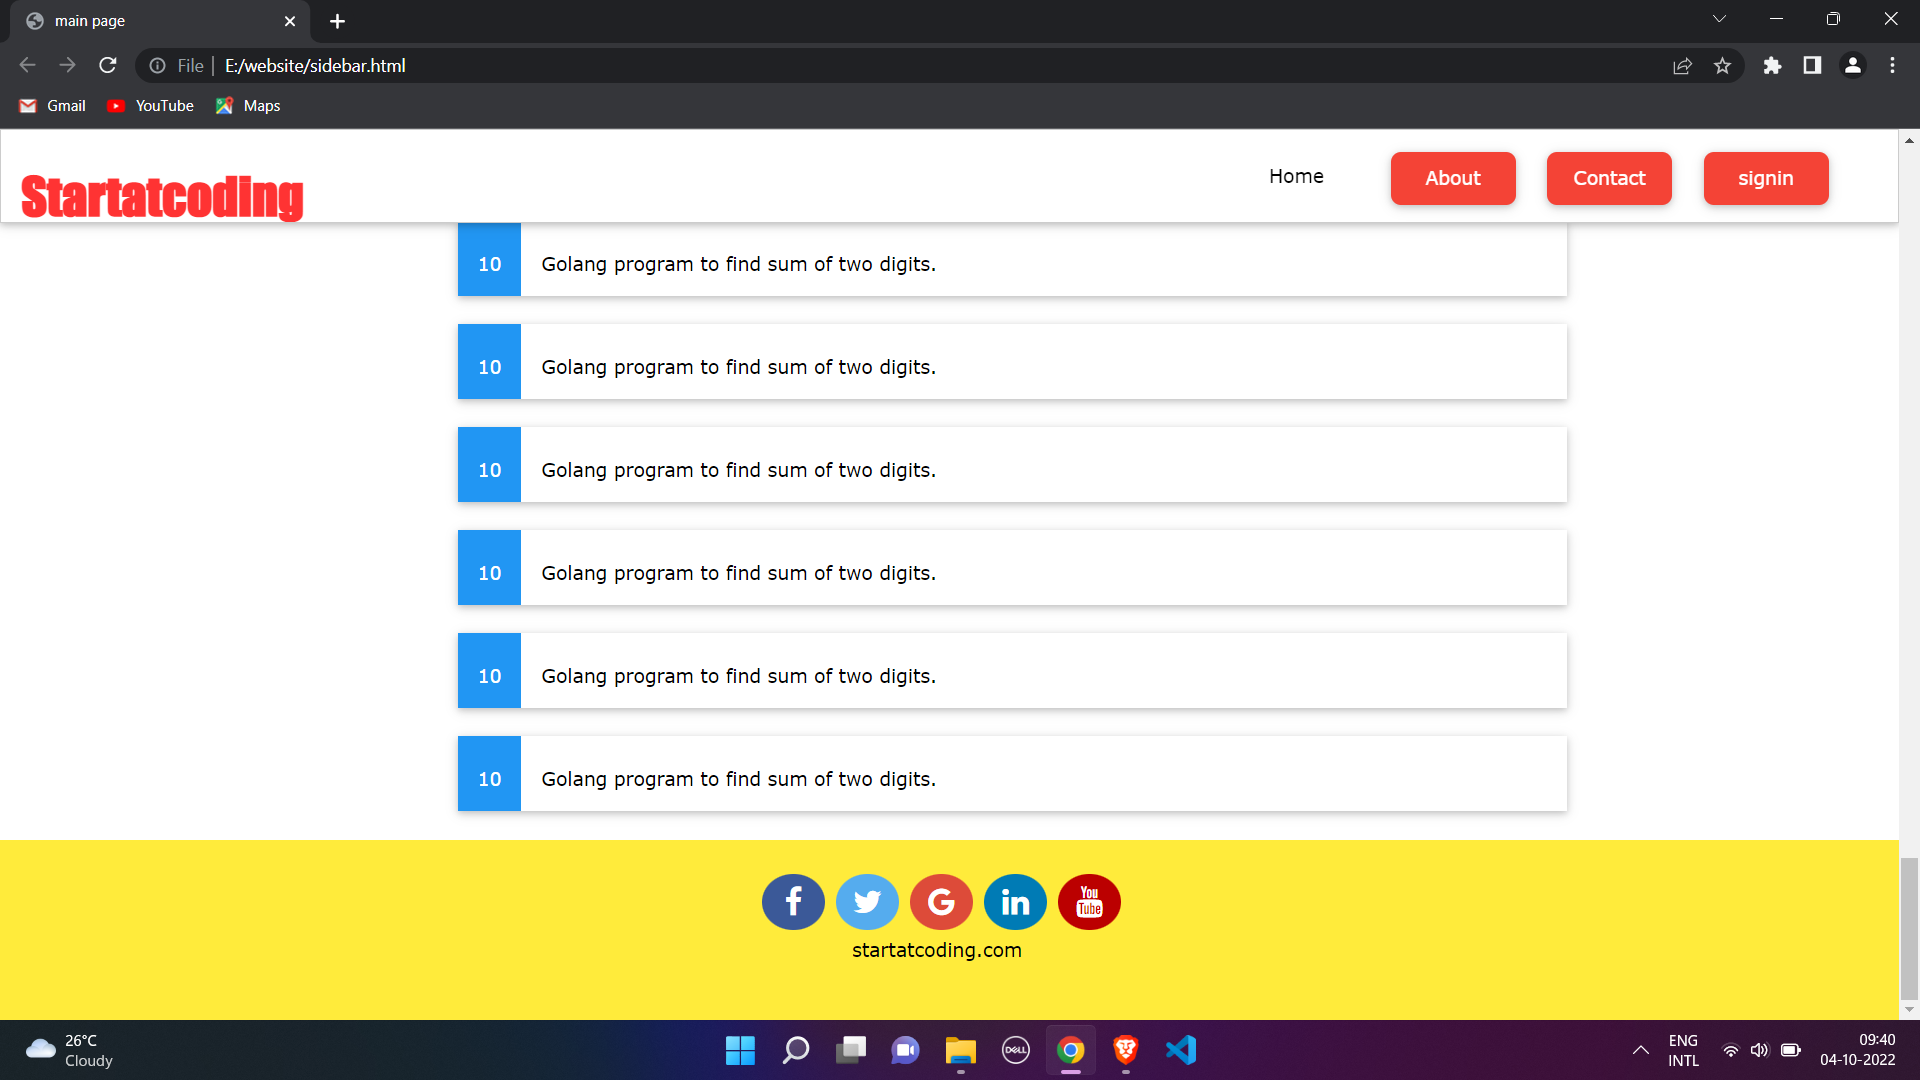 main page
File
E:/website/sidebar.html
Gmail
YouTube
Maps
Startatcoding
Home
About
Contact
signin
10 Golang program to find sum of two digits.
10 Golang program to find sum of two digits.
10 Golang program to find sum of two digits.
10 Golang program to find sum of two digits.
10 Golang program to find sum of two digits.
10 Golang program to find sum of two digits.
f
G
in
You
Tube
startatcoding.com
26°C
Cloudy
DELL
ENG
INTL
09:40
04-10-2022